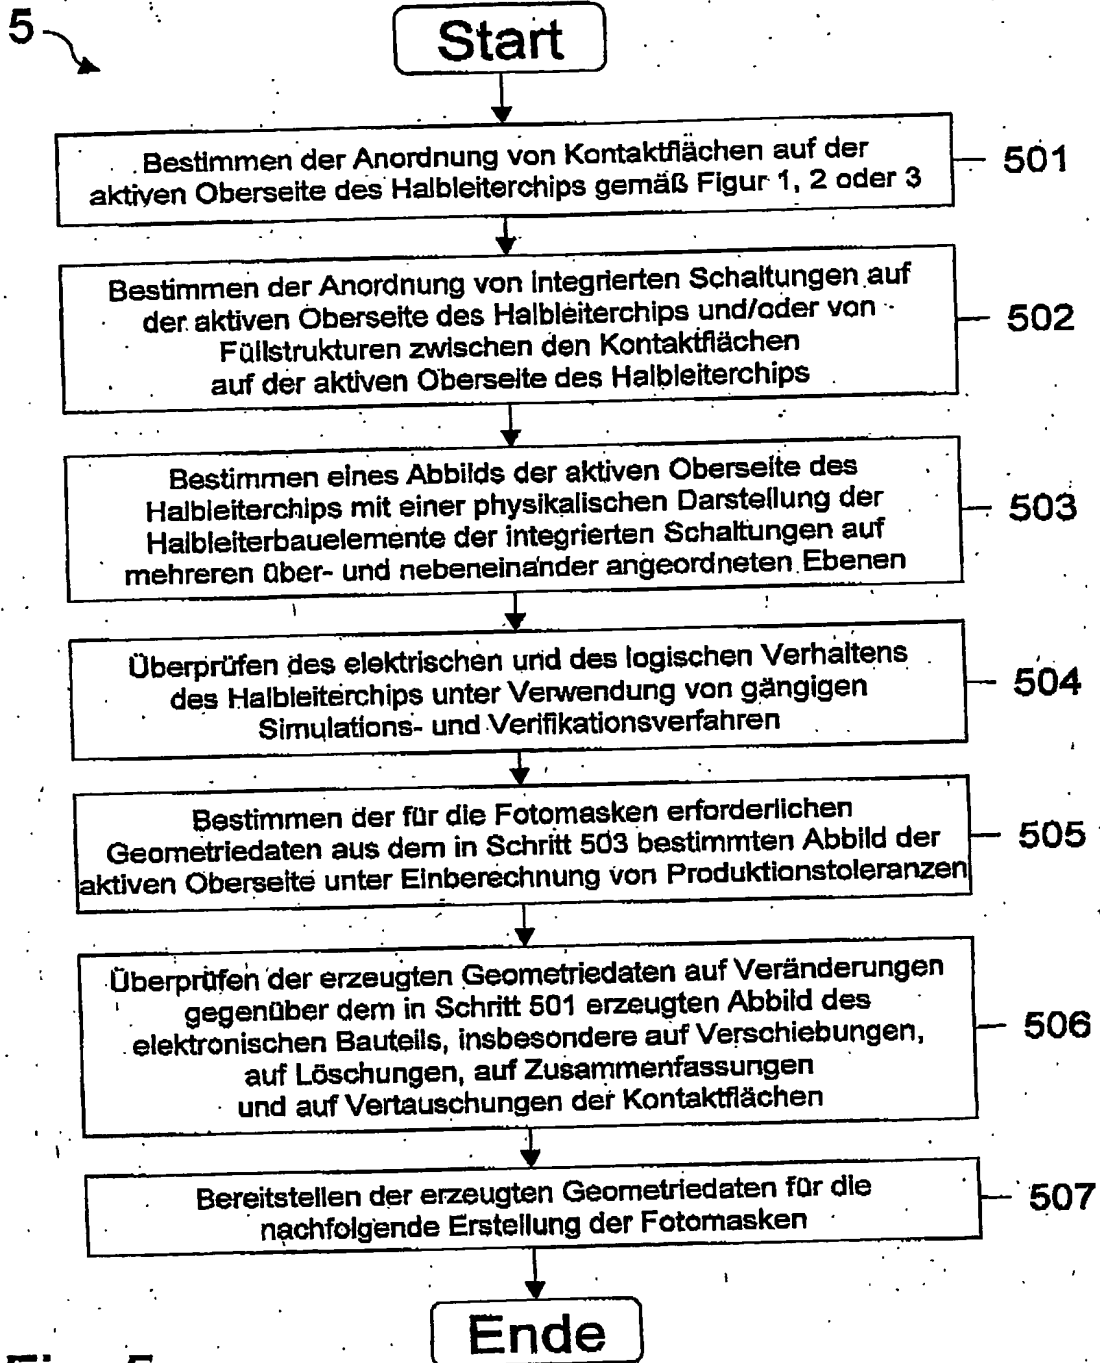 5
Start
Bestimmen der Anordnung von Kontaktflächen auf der
aktiven Oberseite des Halbleiterchips gemäß Figur 1, 2 oder 3
501
Bestimmen der Anordnung von integrierten Schaltungen auf
der aktiven Oberseite des Halbleiterchips und/oder von
Füllstrukturen zwischen den Kontaktflächen
auf der aktiven Oberseite des Halbleiterchips
502
Bestimmen eines Abbilds der aktiven Oberseite des
Halbleiterchips mit einer physikalischen Darstellung der
Halbleiterbauelemente der integrierten Schaltungen auf
mehreren über- und nebeneinander angeordneten Ebenen
503
Überprüfen des elektrischen und des logischen Verhaltens
des Halbleiterchips unter Verwendung von gängigen
Simulations- und Verifikationsverfahren
504
Bestimmen der für die Fotomasken erforderlichen
Geometriedaten aus dem in Schritt 503 bestimmten Abbild der
aktiven Oberseite unter Einberechnung von Produktionstoleranzen
505
Überprüfen der erzeugten Geometriedaten auf Veränderungen
gegenüber dem in Schritt 501 erzeugten Abbild des
elektronischen Bauteils, insbesondere auf Verschiebungen,
auf Löschungen, auf Zusammenfassungen
und auf Vertauschungen der Kontaktflächen
506
Bereitstellen der erzeugten Geometriedaten für die
nachfolgende Erstellung der Fotomasken
507
Ende